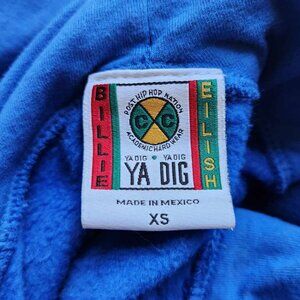 BILLIE
POST HIP HOP NATION
C C
ACADEMIC HARD WEAR
YA DIG YA DIG
YA DIG
EILISH
MADE IN MEXICO
XS